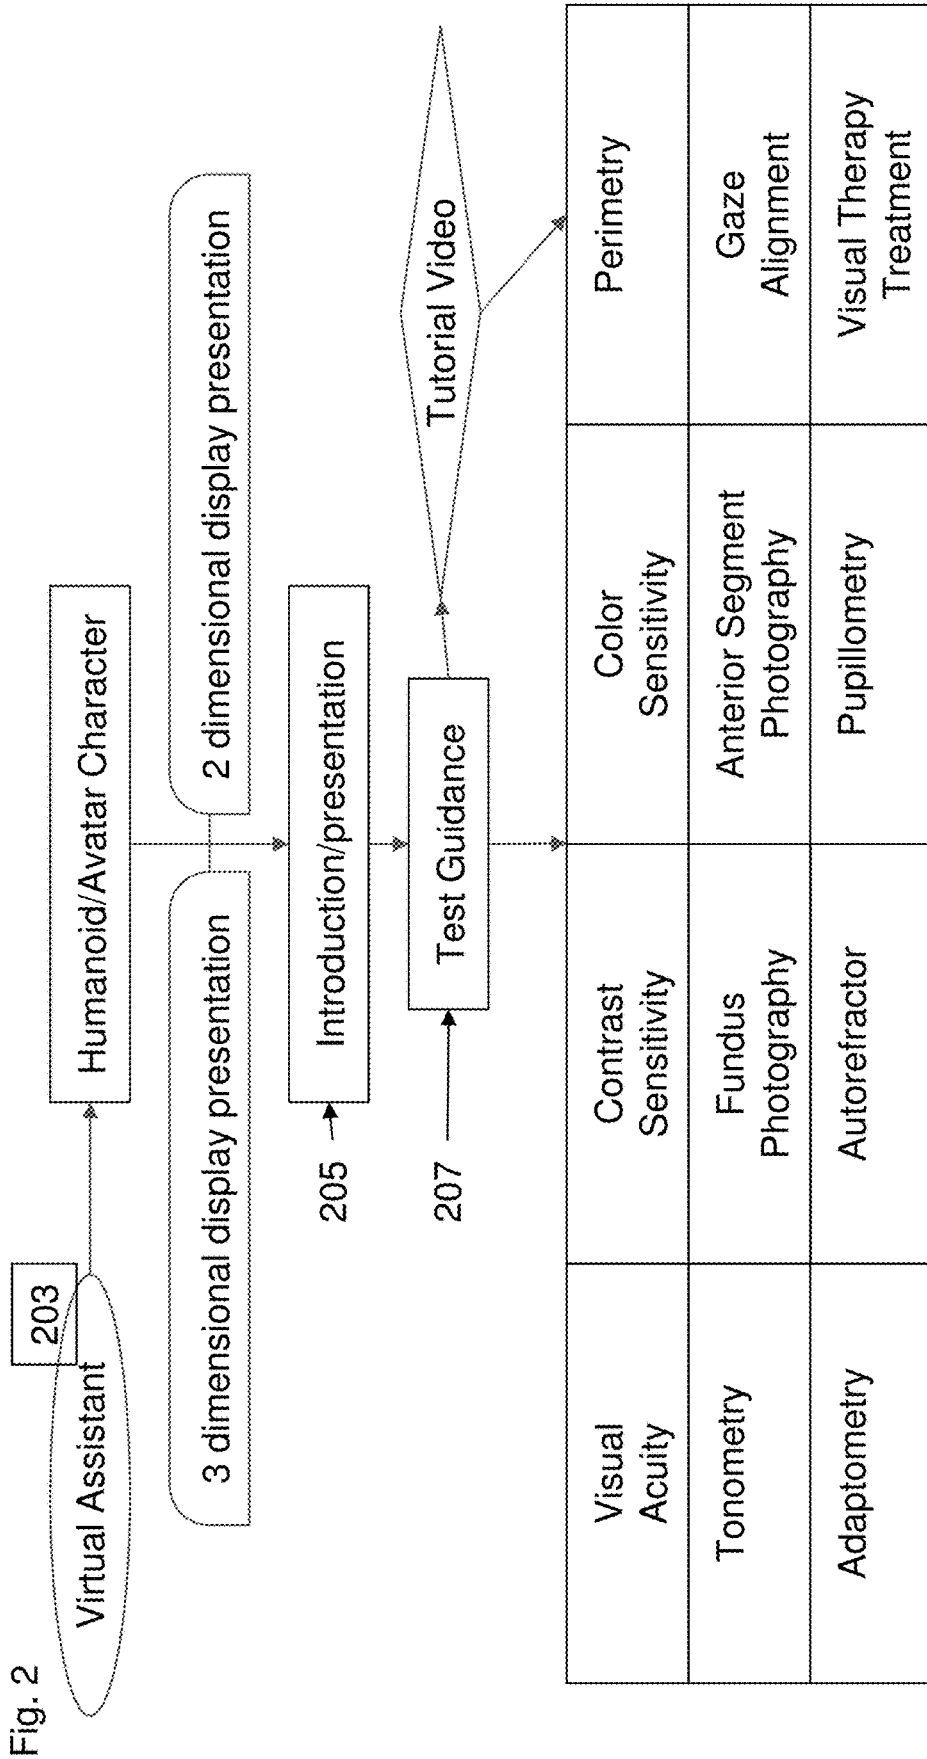 Fig. 2
203
Virtual Assistant
Humanoid/Avatar Character
3 dimensional display presentation
2 dimensional display presentation
205
Introduction/presentation
207
Test Guidance
Tutorial Video
Visual
Acuity
Contrast
Sensitivity
Color
Sensitivity
Perimetry
Tonometry
Fundus
Photography
Anterior Segment
Photography
Gaze
Alignment
Adaptometry
Autorefractor
Pupillometry
Visual Therapy
Treatment